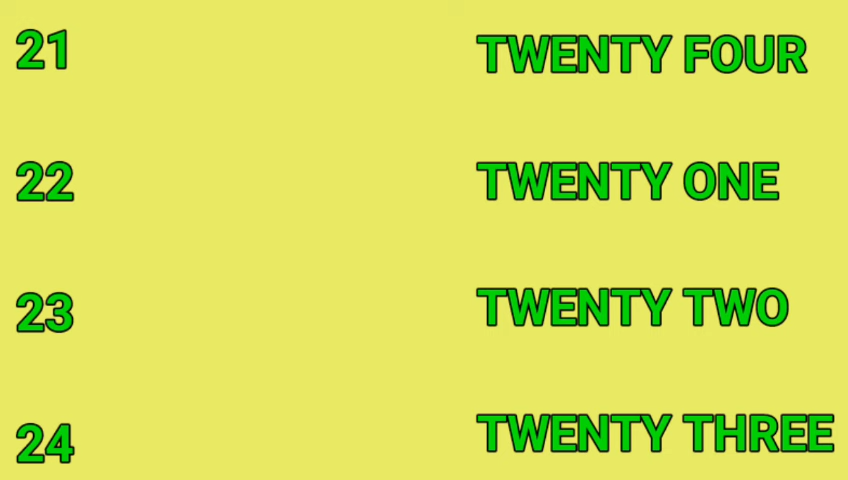 21 TWENTY FOUR
22 TWENTY ONE
23 TWENTY TWO
24 TWENTY THREE